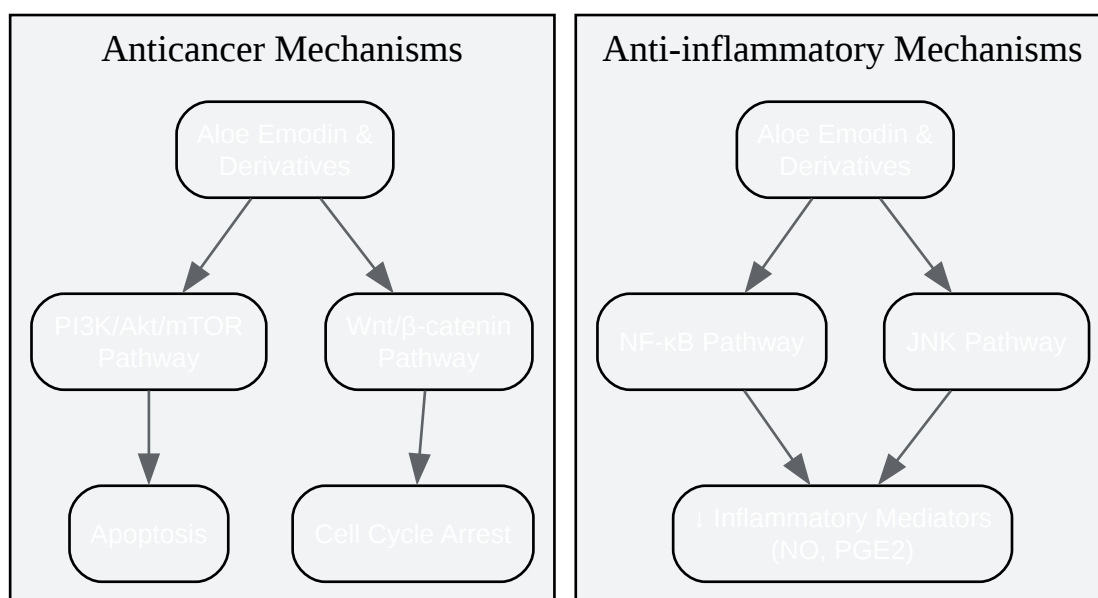 Anticancer Mechanisms
Aloe Emodin &
Derivatives
PI3K/Akt/mTOR
Pathway
Wnt/β-catenin
Pathway
Apoptosis
Cell Cycle Arrest
Anti-inflammatory Mechanisms
Aloe Emodin &
Derivatives
NF-κB Pathway
JNK Pathway
↓ Inflammatory Mediators
(NO, PGE2)